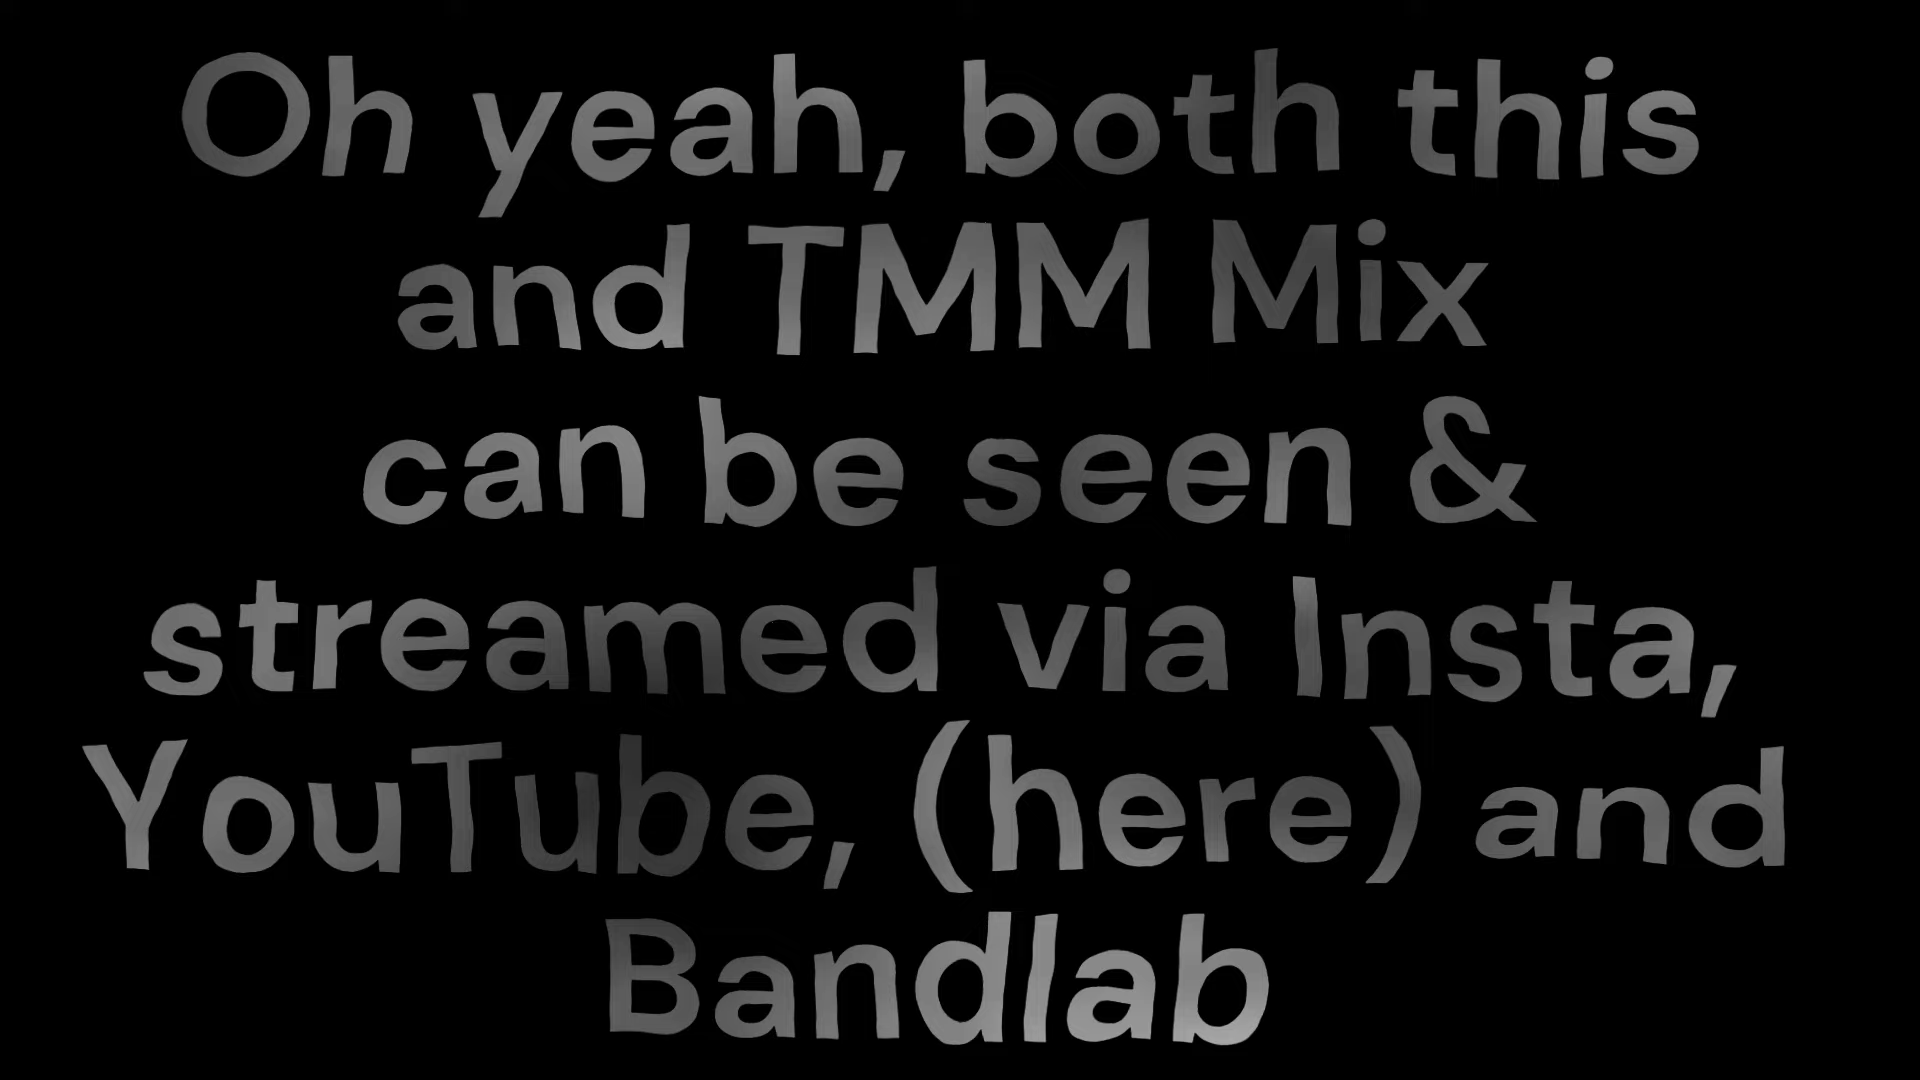 Oh yeah, both this
and TMM Mix
can be seen &
streamed via Insta,
YouTube, (here) and
Bandlab